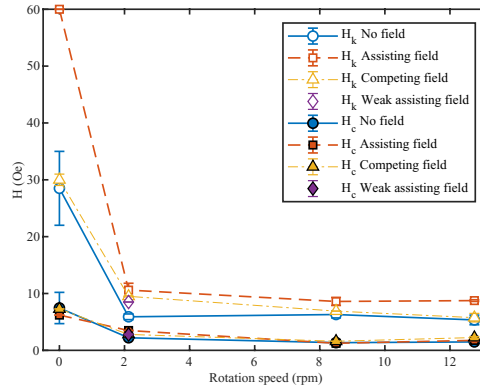 60
50
40
30
20
10
0
H (Oe)
H_k No field
H_k Assisting field
H_k Competing field
H_k Weak assisting field
H_c No field
H_c Assisting field
H_c Competing field
H_c Weak assisting field
0 2 4 6 8 10 12
Rotation speed (rpm)